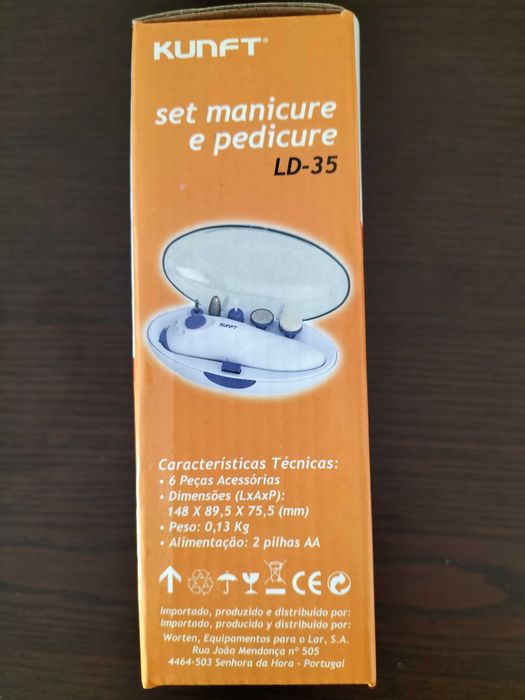 KUNFT®
set manicure
e pedicure
LD-35
KUNFT
Características Técnicas:
• 6 Peças Acessórias
• Dimensões (LxAxP):
148 X 89,5 X 75,5 (mm)
• Peso: 0,13 Kg
• Alimentação: 2 pilhas AA
CE
Importado, produzido e distribuído por:
Importado, producido y distribuido por:
Worten, Equipamentos para o Lar, S.A.
Rua João Mendonça nº 505
4464-503 Senhora da Hora - Portugal